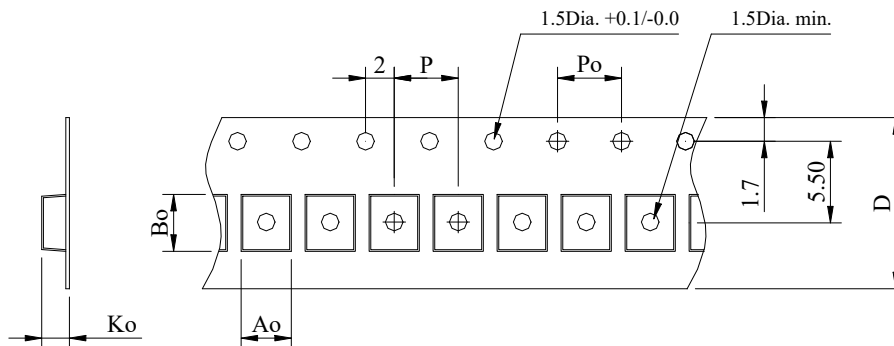 1.5Dia. +0.1/-0.0
1.5Dia. min.
2
P
Po
1.7
5.50
D
Bo
Ko
Ao